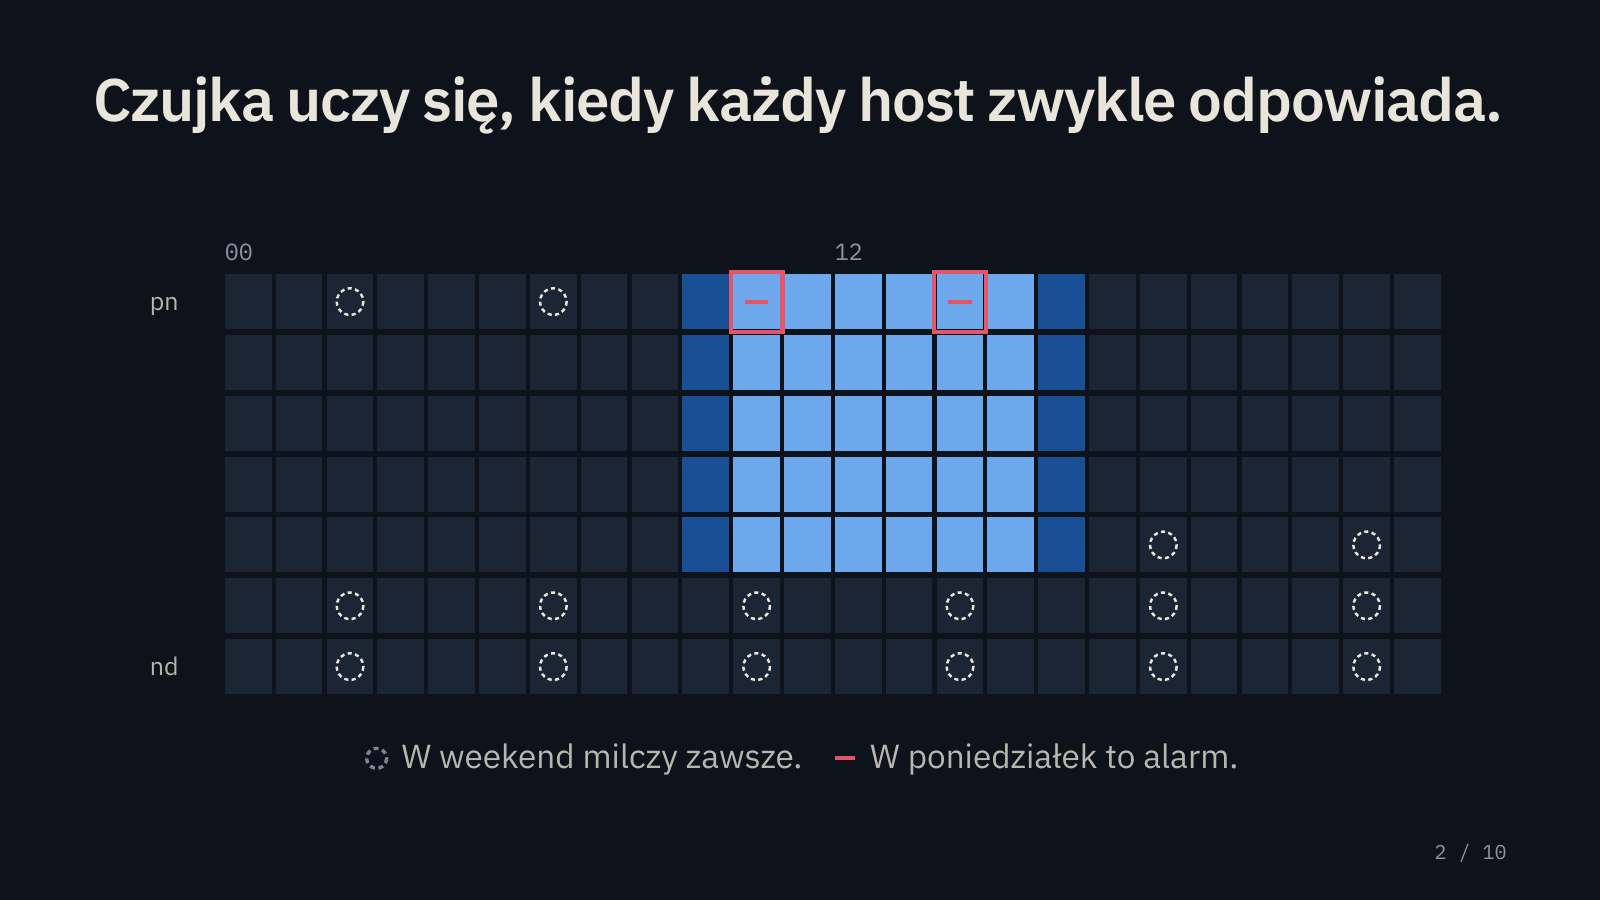 Czujka uczy się, kiedy każdy host zwykle odpowiada.
00 12
pn
nd
W weekend milczy zawsze. W poniedziałek to alarm.
2 / 10